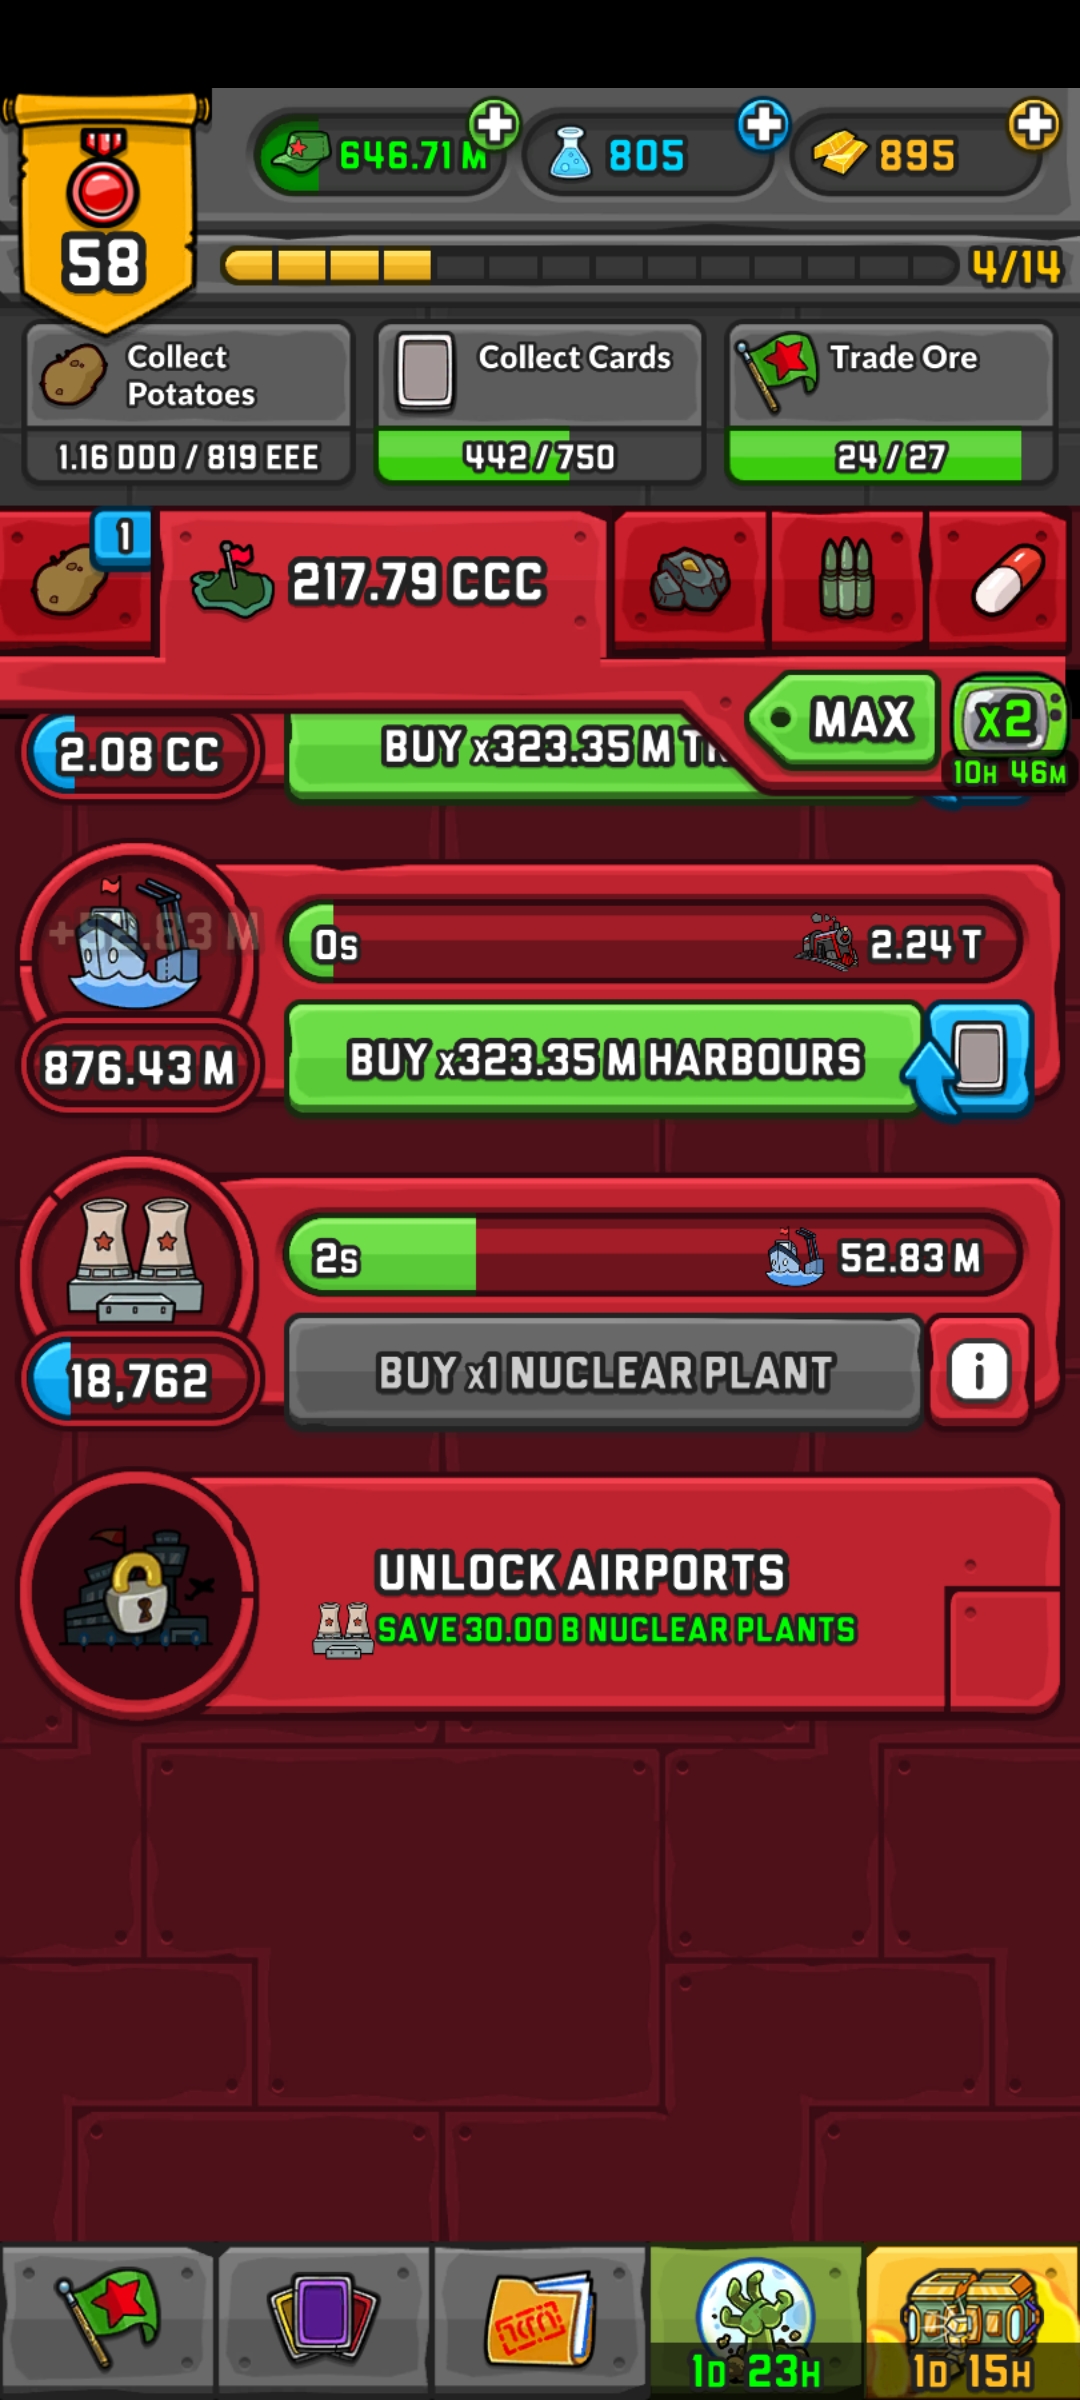 646.71 M
805
895
58
4/14
Collect
Potatoes
Collect Cards
Trade Ore
1.16 DDD / 819 EEE
442/750
24/27
1
217.79 CCC
MAX
x2
10H 46M
2.08 CC
BUY x323.35 M
0s
2.24 T
876.43 M
BUY x323.35 M HARBOURS
2s
52.83 M
18,762
BUY x1 NUCLEAR PLANT
i
UNLOCK AIRPORTS
SAVE 30.00 B NUCLEAR PLANTS
1D 23H
1D 15H